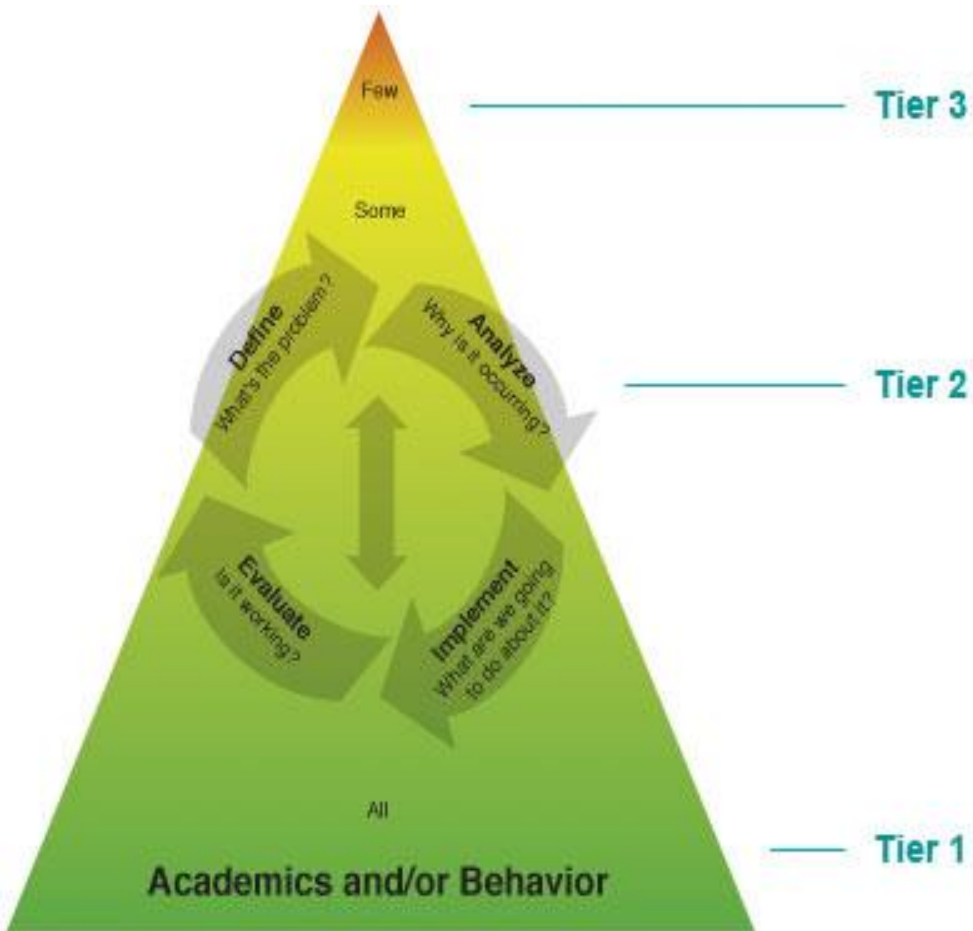 Few
Tier 3
Some
Define
What's the problem?
Analyze
Why is it occurring?
Tier 2
Evaluate
Is it working?
Implement
What are we going
to do about it?
All
Tier 1
Academics and/or Behavior